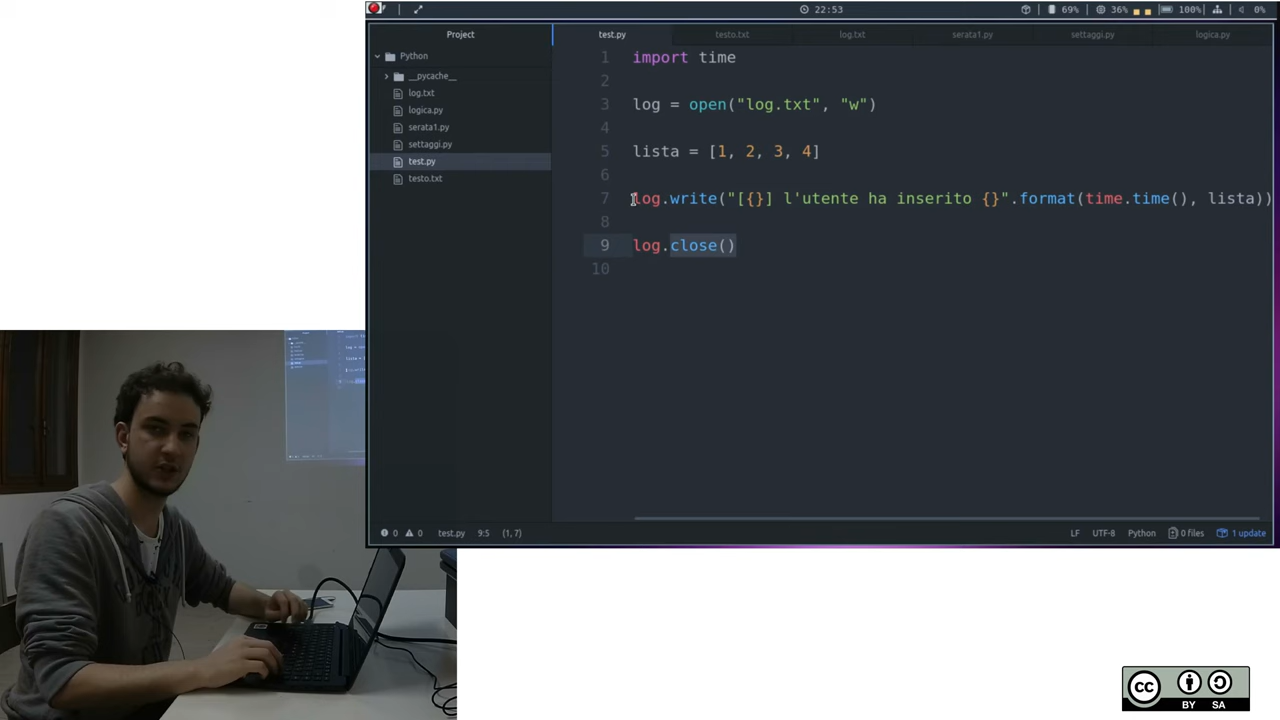 22:53
69%
36%
100%
0%
Project
test.py
testo.txt
log.txt
serata1.py
settaggi.py
logica.py
Python
__pycache__
log.txt
logica.py
serata1.py
settaggi.py
test.py
testo.txt
1 import time
2
3 log = open("log.txt", "w")
4
5 lista = [1, 2, 3, 4]
6
7 log.write("[{}] l'utente ha inserito {}".format(time.time(), lista))
8
9 log.close()
10
0 0 test.py 9:5 (1, 7)
LF UTF-8 Python 0 files 1 update
cc BY SA